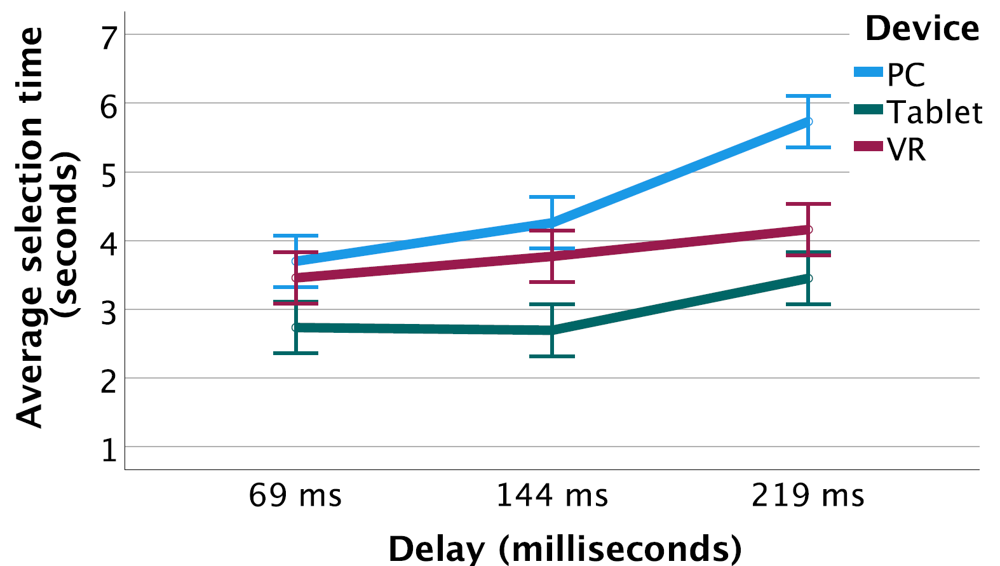 Average selection time
(seconds)
7
6
5
4
3
2
1
69 ms
144 ms
219 ms
Delay (milliseconds)
Device
PC
Tablet
VR